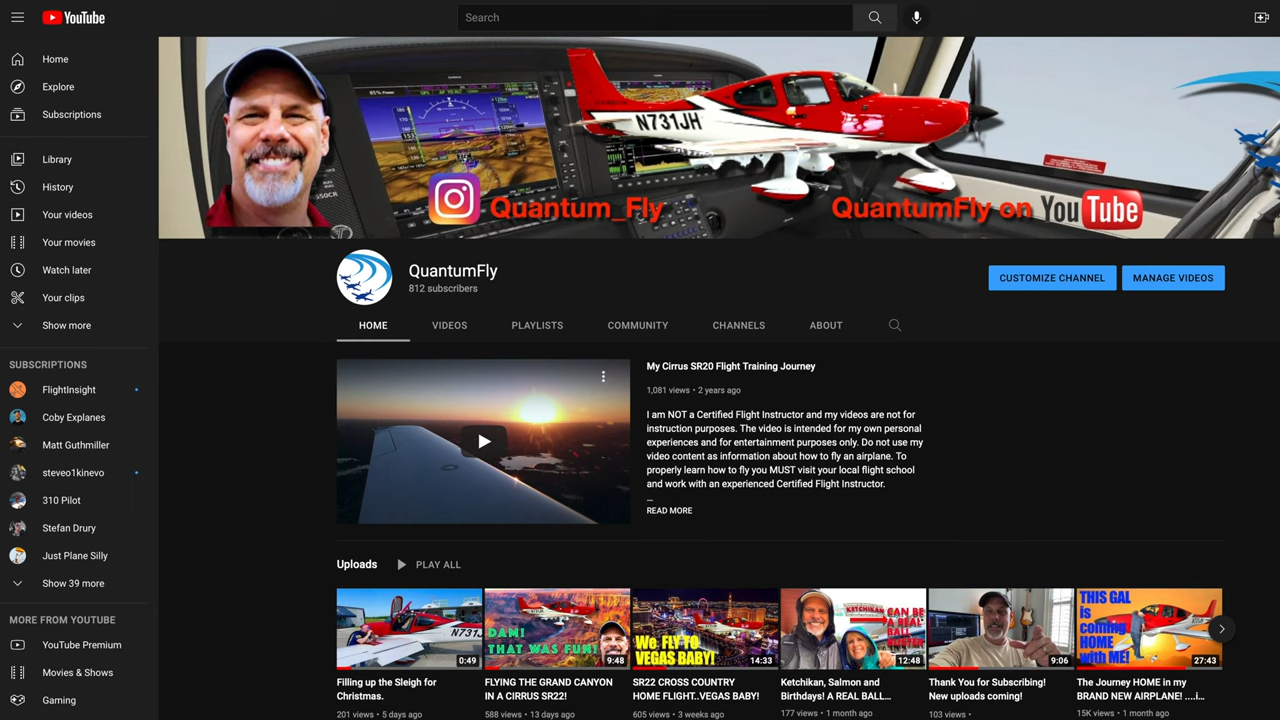 YouTube
Search
Home
Explore
Subscriptions
Library
History
Your videos
Your movies
Watch later
Your clips
Show more
SUBSCRIPTIONS
FlightInsight
Coby Explanes
Matt Guthmiller
steveo1kinevo
310 Pilot
Stefan Drury
Just Plane Silly
Show 39 more
MORE FROM YOUTUBE
YouTube Premium
Movies & Shows
Gaming
N731JH
Quantum_Fly
QuantumFly on YouTube
QuantumFly
812 subscribers
CUSTOMIZE CHANNEL
MANAGE VIDEOS
HOME
VIDEOS
PLAYLISTS
COMMUNITY
CHANNELS
ABOUT
My Cirrus SR20 Flight Training Journey
1,081 views • 2 years ago
I am NOT a Certified Flight Instructor and my videos are not for
instruction purposes. The video is intended for my own personal
experiences and for entertainment purposes only. Do not use my
video content as information about how to fly an airplane. To
properly learn how to fly you MUST visit your local flight school
and work with an experienced Certified Flight Instructor.
...
READ MORE
Uploads
PLAY ALL
N731
0:49
Filling up the Sleigh for
Christmas.
201 views • 5 days ago
DAM!
THAT WAS FUN!
9:48
FLYING THE GRAND CANYON
IN A CIRRUS SR22!
588 views • 13 days ago
We FLY TO
VEGAS BABY!
14:33
SR22 CROSS COUNTRY
HOME FLIGHT..VEGAS BABY!
605 views • 3 weeks ago
KETCHIKAN
CAN BE
A REAL
BALL
12:48
Ketchikan, Salmon and
Birthdays! A REAL BALL...
177 views • 1 month ago
9:06
Thank You for Subscribing!
New uploads coming!
103 views •
THIS GAL
is
coming
HOME
with ME!
27:43
The Journey HOME in my
BRAND NEW AIRPLANE! ....i...
15K views • 1 month ago